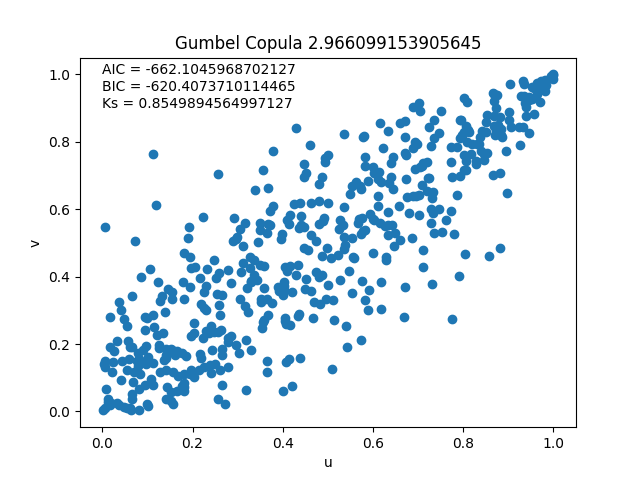 Gumbel Copula 2.966099153905645
AIC = -662.1045968702127
BIC = -620.4073710114465
Ks = 0.8549894564997127
1.0
0.8
0.6
0.4
0.2
0.0
v
0.0 0.2 0.4 0.6 0.8 1.0
u